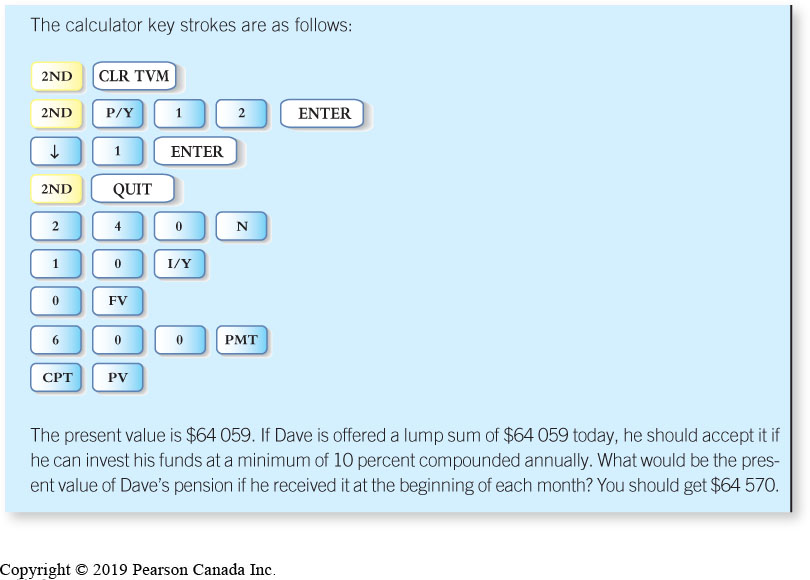 The calculator key strokes are as follows:
2ND CLR TVM
2ND P/Y 1 2 ENTER
↓ 1 ENTER
2ND QUIT
2 4 0 N
1 0 I/Y
0 FV
6 0 0 PMT
CPT PV
The present value is $64 059. If Dave is offered a lump sum of $64 059 today, he should accept it if
he can invest his funds at a minimum of 10 percent compounded annually. What would be the pres-
ent value of Dave's pension if he received it at the beginning of each month? You should get $64 570.
Copyright © 2019 Pearson Canada Inc.